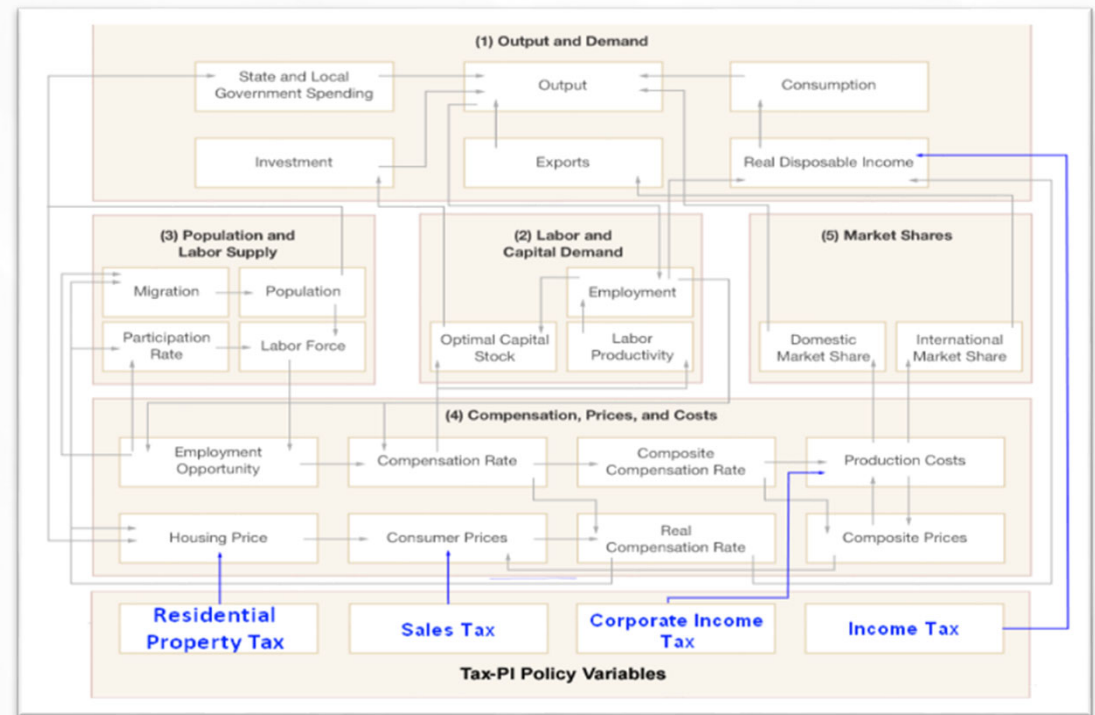 (1) Output and Demand
State and Local
Government Spending
Output
Consumption
Investment
Exports
Real Disposable Income
(3) Population and
Labor Supply
(2) Labor and
Capital Demand
(5) Market Shares
Migration
Population
Employment
Participation
Rate
Labor Force
Optimal Capital
Stock
Labor
Productivity
Domestic
Market Share
International
Market Share
(4) Compensation, Prices, and Costs
Employment
Opportunity
Compensation Rate
Composite
Compensation Rate
Production Costs
Housing Price
Consumer Prices
Real
Compensation Rate
Composite Prices
Residential
Property Tax
Sales Tax
Corporate Income
Tax
Income Tax
Tax-PI Policy Variables